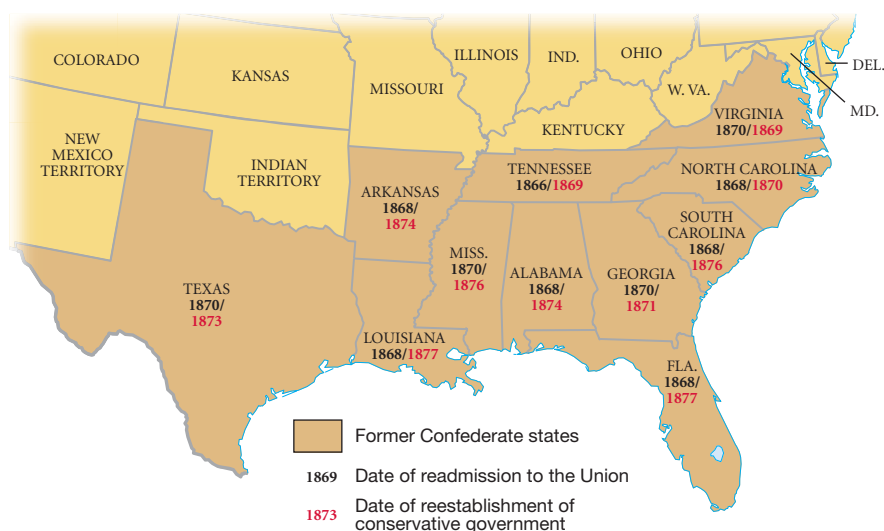 COLORADO
KANSAS
MISSOURI
ILLINOIS
IND.
OHIO
W. VA.
DEL.
MD.
KENTUCKY
VIRGINIA
1870/1869
NEW
MEXICO
TERRITORY
INDIAN
TERRITORY
ARKANSAS
1868/
1874
TENNESSEE
1866/1869
NORTH CAROLINA
1868/1870
SOUTH
CAROLINA
1868/
1876
TEXAS
1870/
1873
MISS.
1870/
1876
ALABAMA
1868/
1874
GEORGIA
1870/
1871
LOUISIANA
1868/1877
FLA.
1868/
1877
Former Confederate states
1869 Date of readmission to the Union
1873 Date of reestablishment of
conservative government